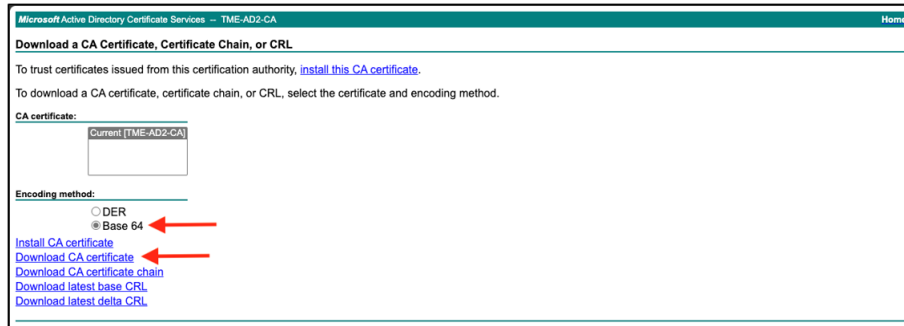 Microsoft Active Directory Certificate Services -- TME-AD2-CA Home
Download a CA Certificate, Certificate Chain, or CRL
To trust certificates issued from this certification authority, install this CA certificate.
To download a CA certificate, certificate chain, or CRL, select the certificate and encoding method.
CA certificate:
Current [TME-AD2-CA]
Encoding method:
DER
Base 64
Install CA certificate
Download CA certificate
Download CA certificate chain
Download latest base CRL
Download latest delta CRL